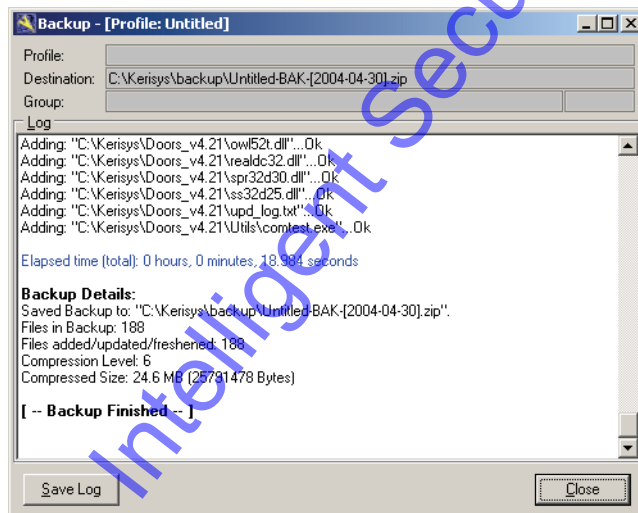 Backup - [Profile: Untitled]
Profile:
Destination: C:\Kerisys\backup\Untitled-BAK-[2004-04-30].zip
Group:
Log
Adding: "C:\Kerisys\Doors_v4.21\owl52t.dll"...Ok
Adding: "C:\Kerisys\Doors_v4.21\realdc32.dll"...Ok
Adding: "C:\Kerisys\Doors_v4.21\spr32d30.dll"...Ok
Adding: "C:\Kerisys\Doors_v4.21\ss32d25.dll"...Ok
Adding: "C:\Kerisys\Doors_v4.21\upd_log.txt"...Ok
Adding: "C:\Kerisys\Doors_v4.21\Utils\comtest.exe"...Ok
Elapsed time (total): 0 hours, 0 minutes, 18.984 seconds
Backup Details:
Saved Backup to: "C:\Kerisys\backup\Untitled-BAK-[2004-04-30].zip".
Files in Backup: 188
Files added/updated/freshened: 188
Compression Level: 6
Compressed Size: 24.6 MB (25791478 Bytes)
[ -- Backup Finished -- ]
Save Log
Close
Intelligent Secu